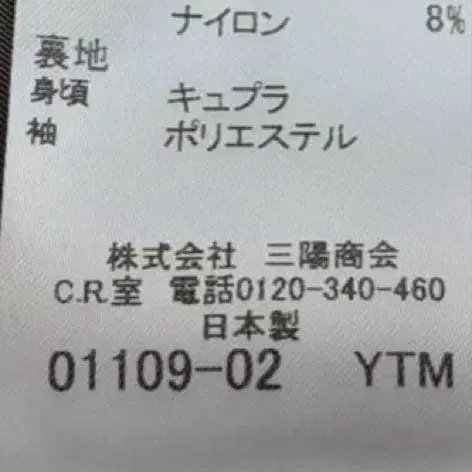 ナイロン 8%
裏地
身頃 キュプラ
袖 ポリエステル
株式会社 三陽商会
C.R.室 電話0120-340-460
日本製
01109-02 YTM